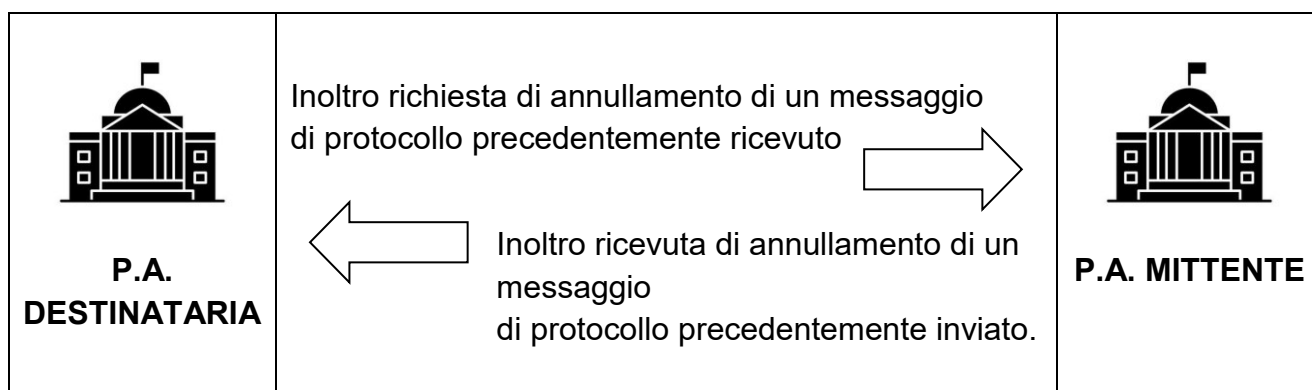 Inoltro richiesta di annullamento di un messaggio
di protocollo precedentemente ricevuto
Inoltro ricevuta di annullamento di un
messaggio
di protocollo precedentemente inviato.
P.A.
DESTINATARIA
P.A. MITTENTE